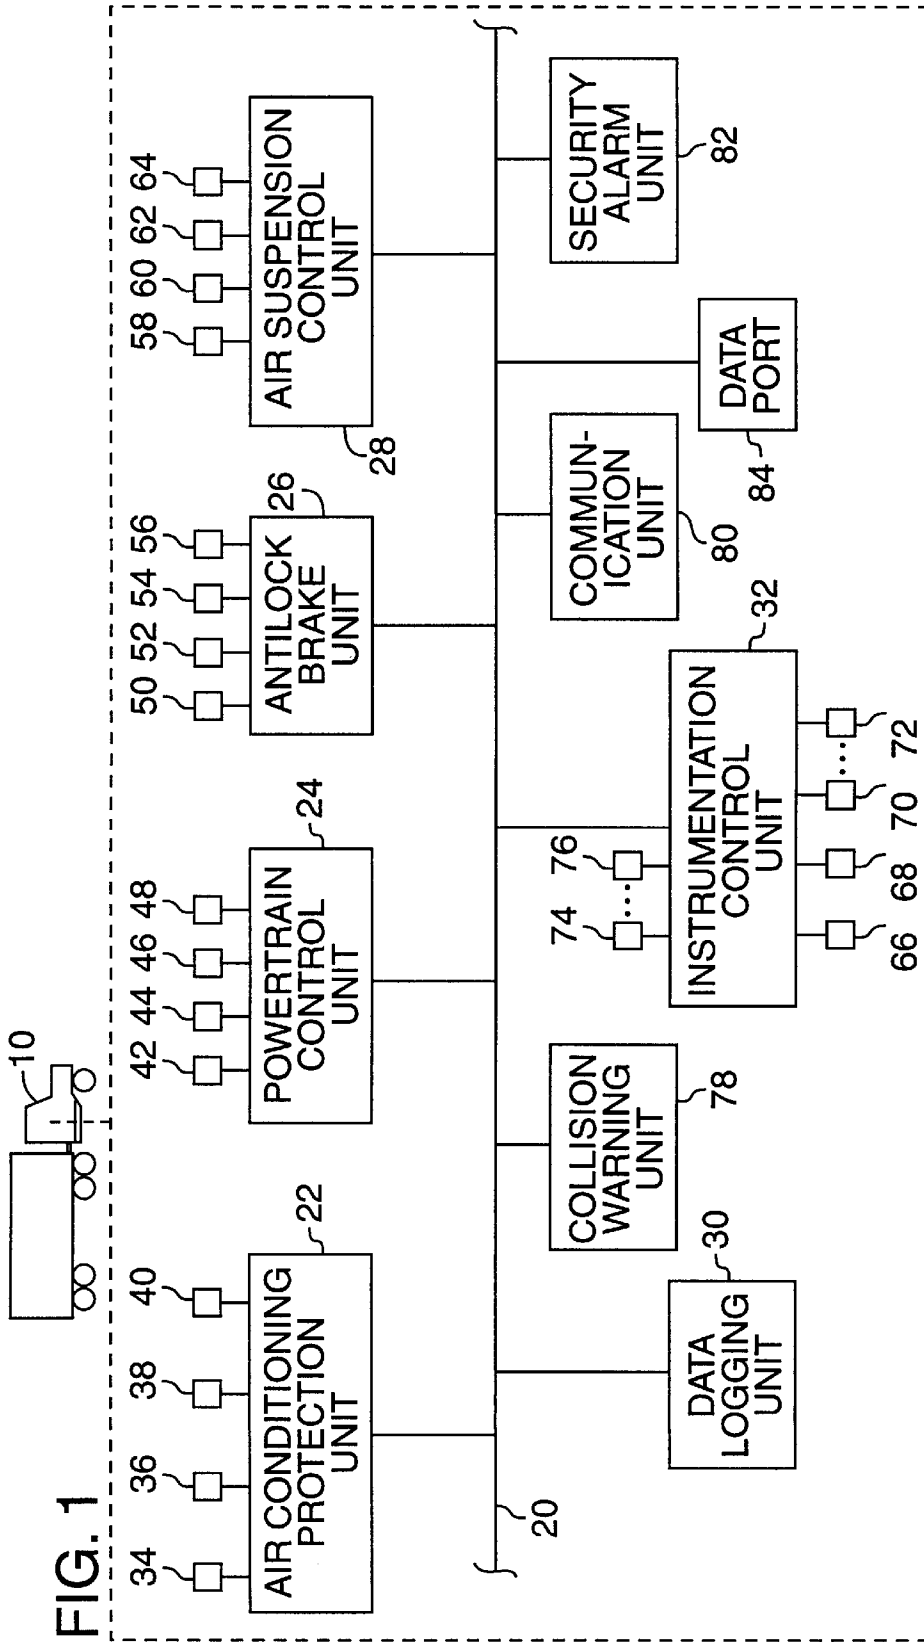 FIG. 1
10
34
36
38
40
42
44
46
48
50
52
54
56
58
60
62
64
AIR CONDITIONING
PROTECTION
UNIT
22
POWERTRAIN
CONTROL
UNIT
24
ANTILOCK
BRAKE
UNIT
26
AIR SUSPENSION
CONTROL
UNIT
28
20
DATA
LOGGING
UNIT
30
COLLISION
WARNING
UNIT
78
74
76
INSTRUMENTATION
CONTROL
UNIT
32
66
68
70
72
COMMUN-
ICATION
UNIT
80
DATA
PORT
84
SECURITY
ALARM
UNIT
82